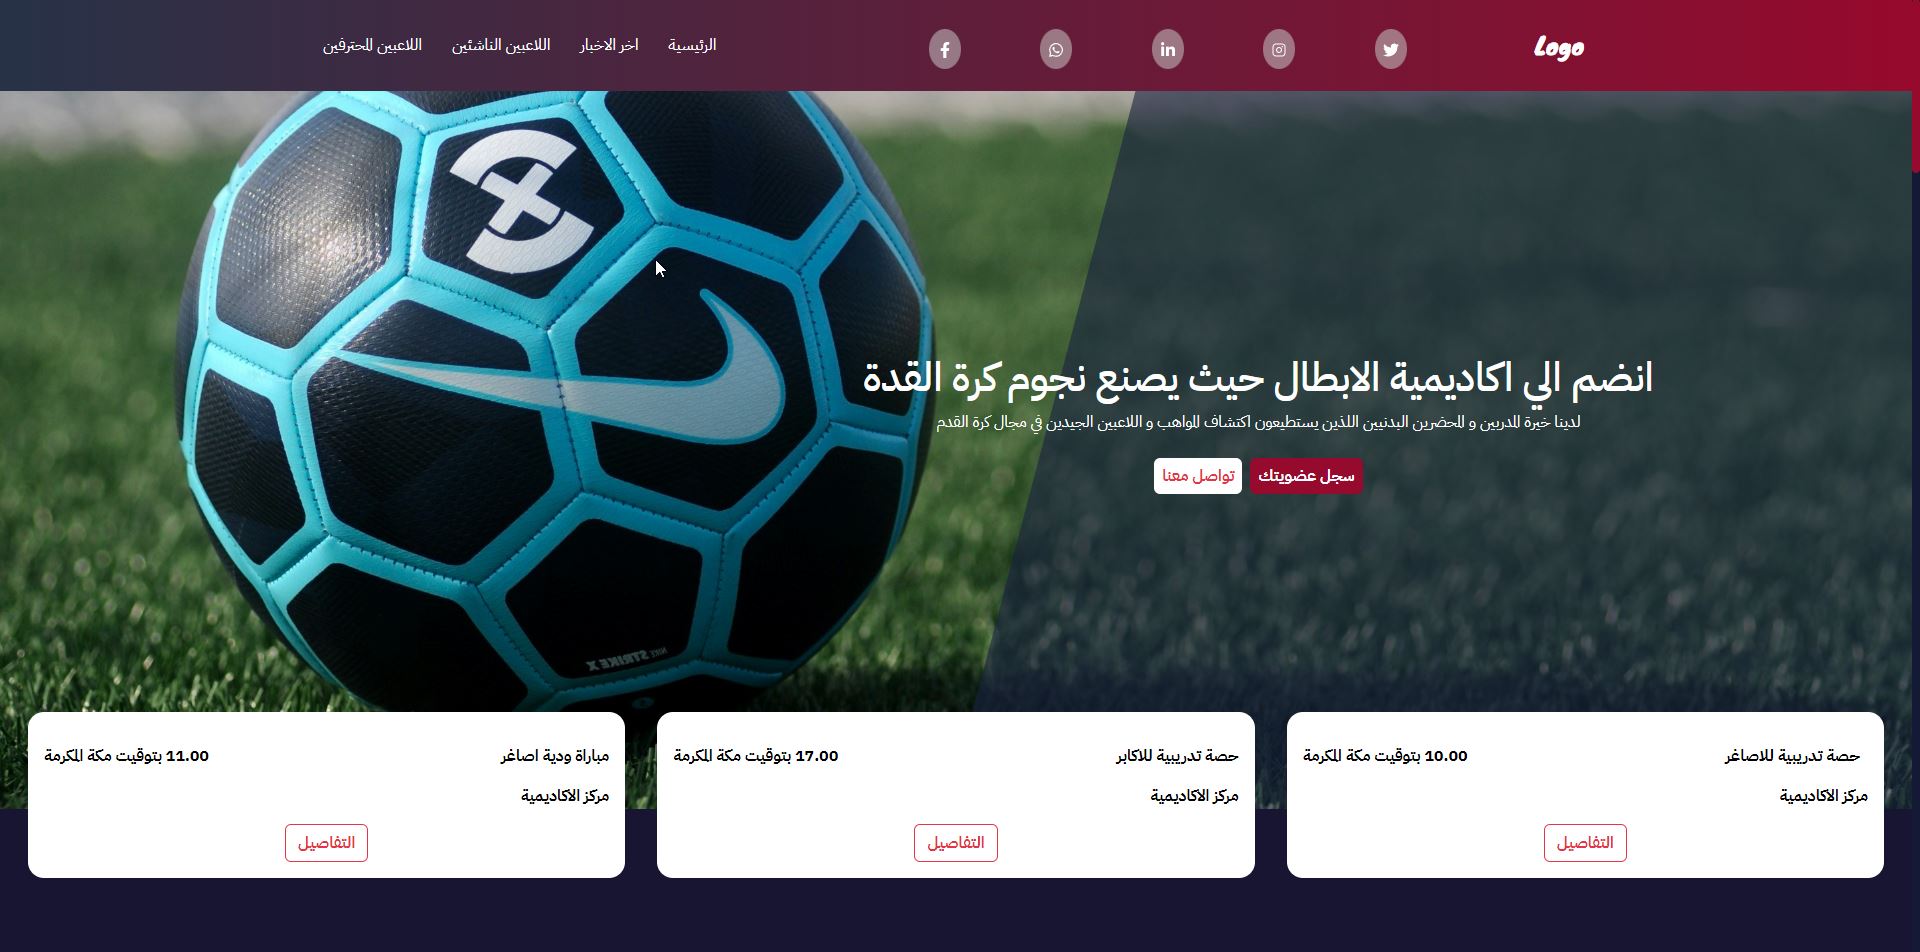 Logo
الرئيسية
اخر الاخبار
اللاعبين الناشئين
اللاعبين المحترفين
انضم الي اكاديمية الابطال حيث يصنع نجوم كرة القدة
لدينا خيرة المدربين و المحضرين البدنيين اللذين يستطيعون اكتشاف المواهب و اللاعبين الجيدين في مجال كرة القدم
سجل عضويتك
تواصل معنا
NIKE STRIKE X
حصة تدريبية للاصاغر
10.00 بتوقيت مكة المكرمة
مركز الاكاديمية
التفاصيل
حصة تدريبية للاكابر
17.00 بتوقيت مكة المكرمة
مركز الاكاديمية
التفاصيل
مباراة ودية اصاغر
11.00 بتوقيت مكة المكرمة
مركز الاكاديمية
التفاصيل